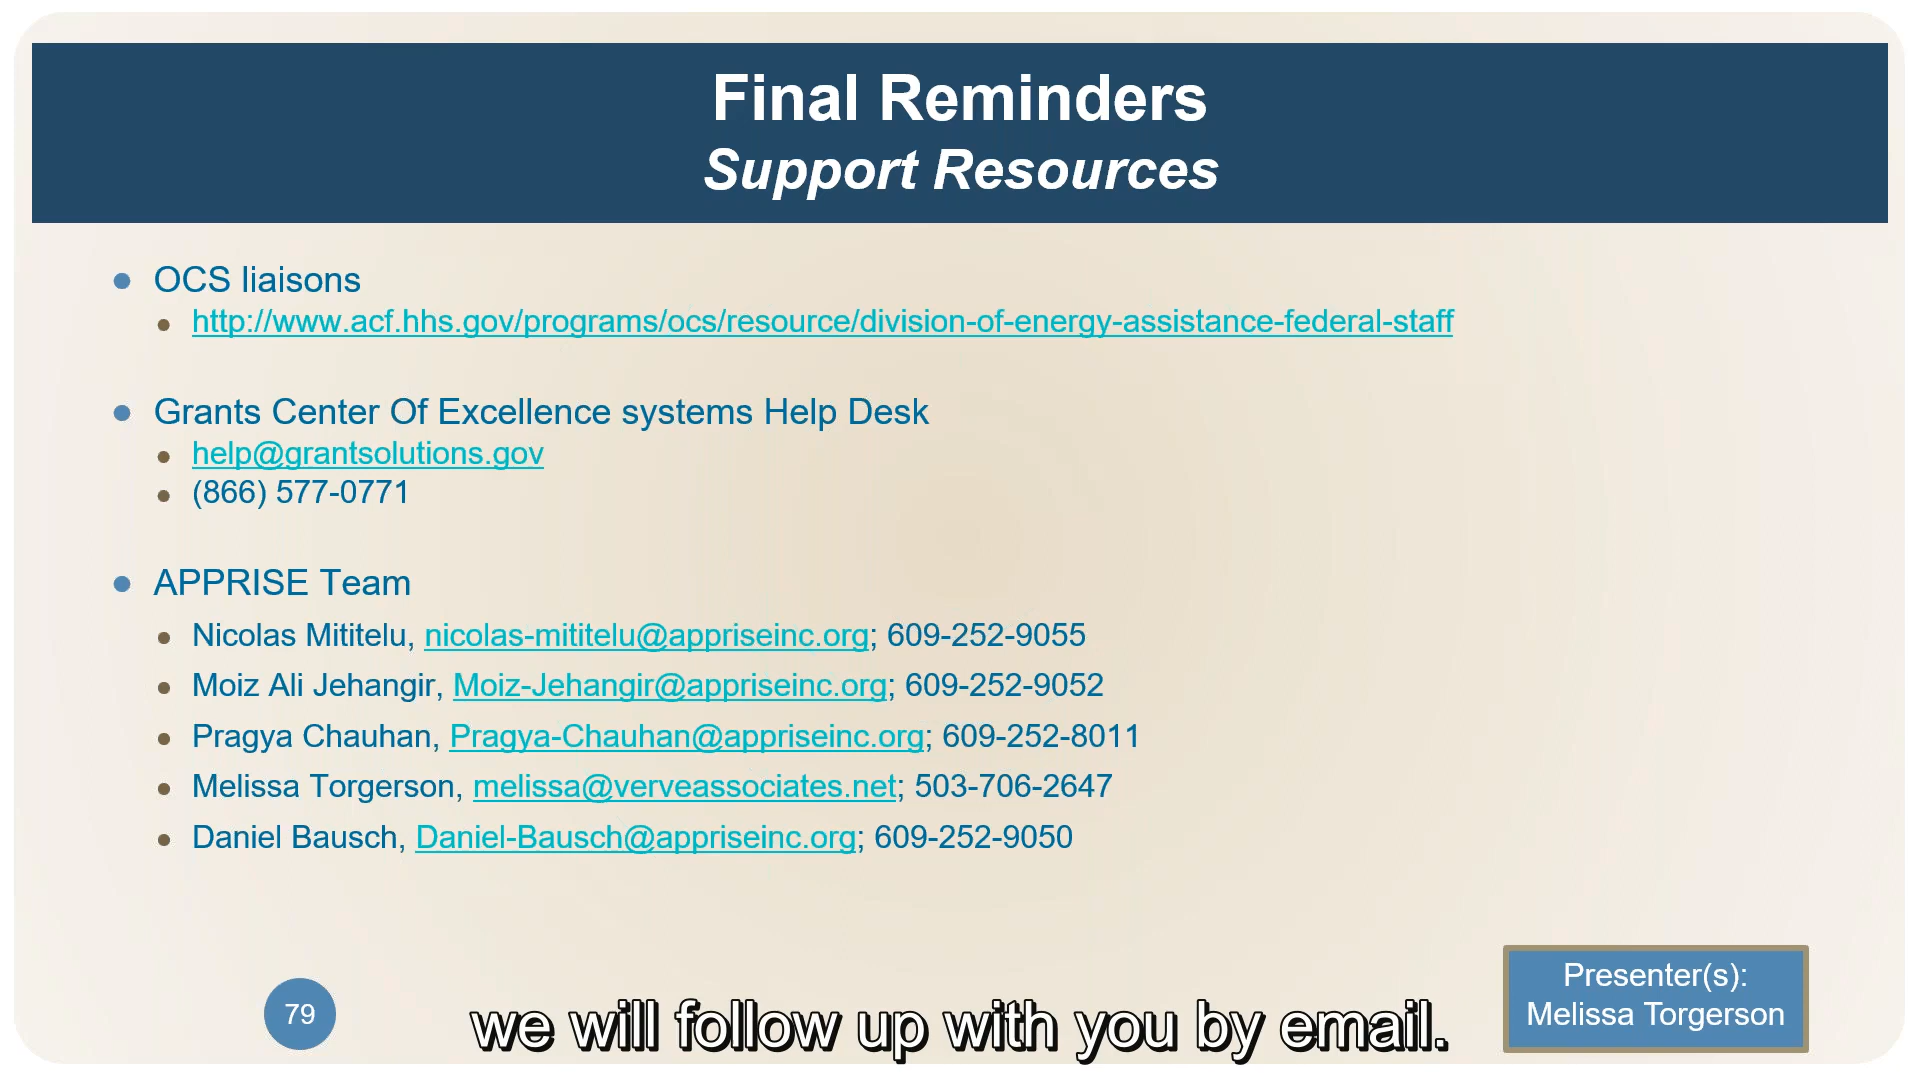 Final Reminders
Support Resources
OCS liaisons
http://www.acf.hhs.gov/programs/ocs/resource/division-of-energy-assistance-federal-staff
Grants Center Of Excellence systems Help Desk
help@grantsolutions.gov
(866) 577-0771
APPRISE Team
Nicolas Mititelu, nicolas-mititelu@appriseinc.org; 609-252-9055
Moiz Ali Jehangir, Moiz-Jehangir@appriseinc.org; 609-252-9052
Pragya Chauhan, Pragya-Chauhan@appriseinc.org; 609-252-8011
Melissa Torgerson, melissa@verveassociates.net; 503-706-2647
Daniel Bausch, Daniel-Bausch@appriseinc.org; 609-252-9050
79
we will follow up with you by email.
Presenter(s):
Melissa Torgerson